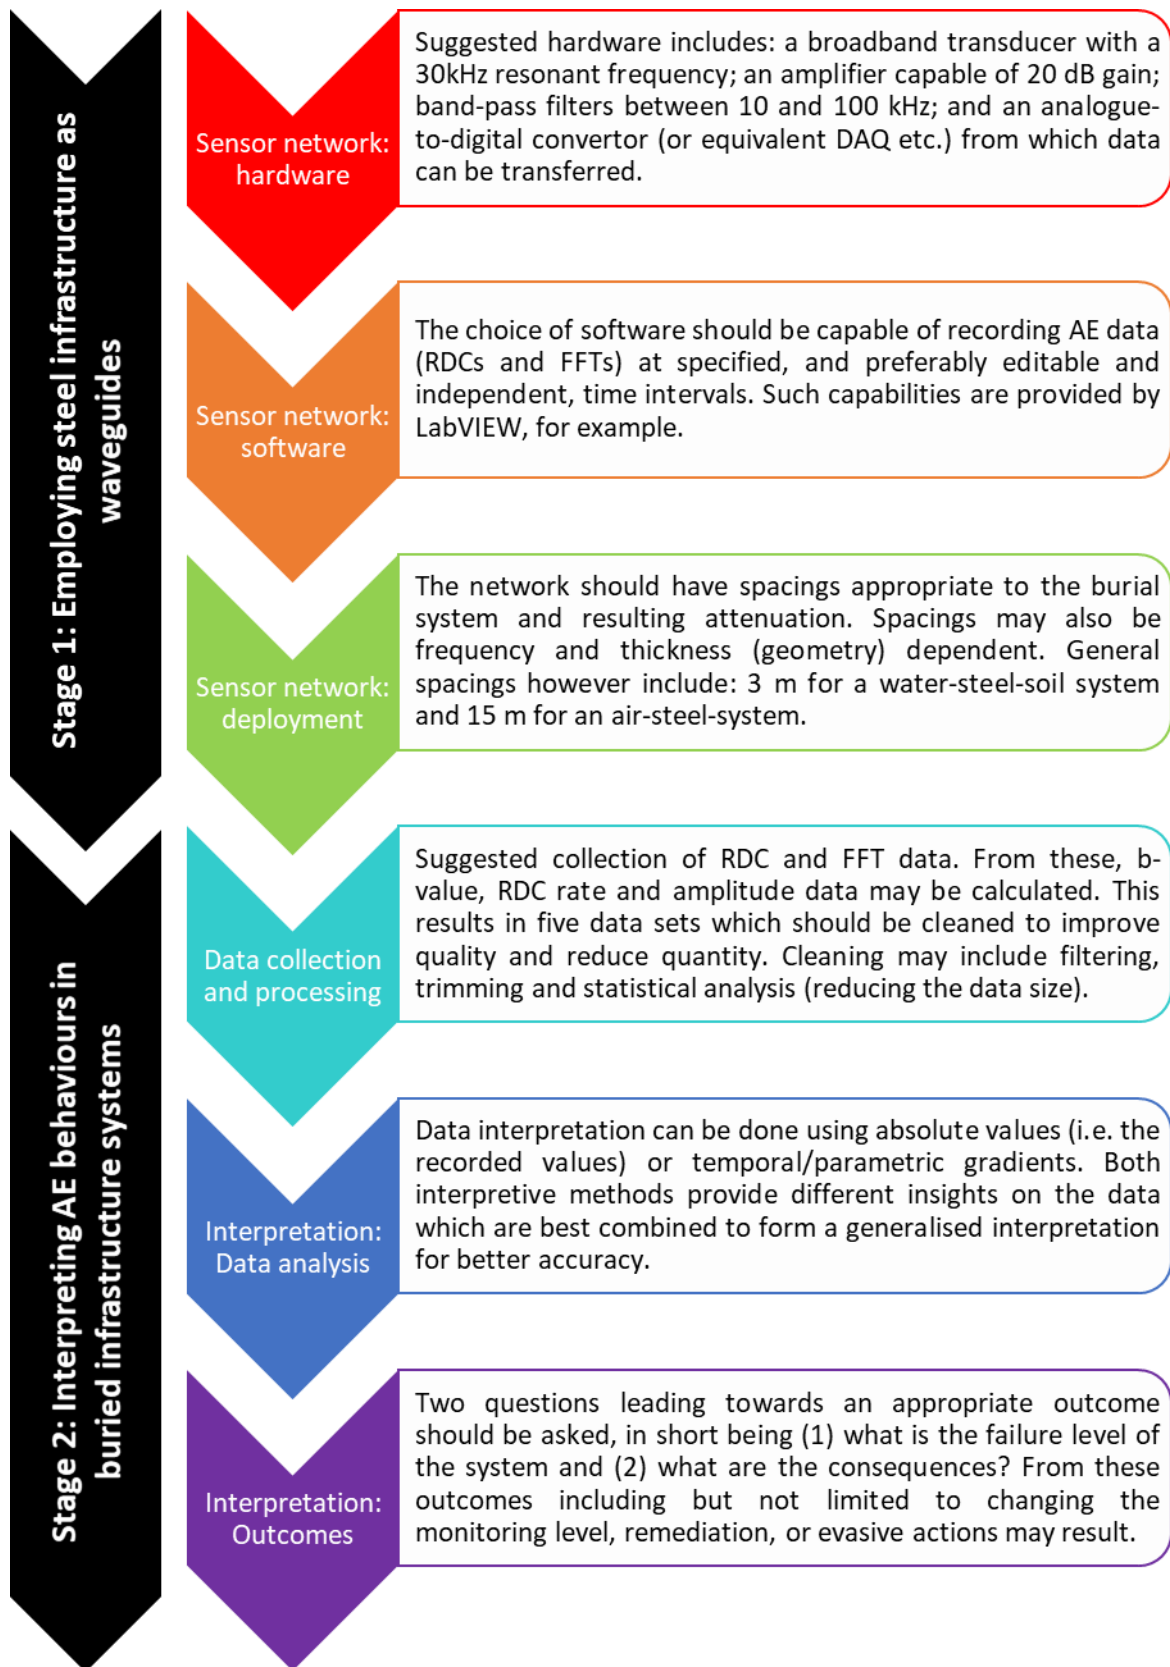 Stage 1: Employing steel infrastructure as
waveguides
Sensor network:
hardware
Suggested hardware includes: a broadband transducer with a
30kHz resonant frequency; an amplifier capable of 20 dB gain;
band-pass filters between 10 and 100 kHz; and an analogue-
to-digital convertor (or equivalent DAQ etc.) from which data
can be transferred.
Sensor network:
software
The choice of software should be capable of recording AE data
(RDCs and FFTs) at specified, and preferably editable and
independent, time intervals. Such capabilities are provided by
LabVIEW, for example.
Sensor network:
deployment
The network should have spacings appropriate to the burial
system and resulting attenuation. Spacings may also be
frequency and thickness (geometry) dependent. General
spacings however include: 3 m for a water-steel-soil system
and 15 m for an air-steel-system.
Stage 2: Interpreting AE behaviours in
buried infrastructure systems
Data collection
and processing
Suggested collection of RDC and FFT data. From these, b-
value, RDC rate and amplitude data may be calculated. This
results in five data sets which should be cleaned to improve
quality and reduce quantity. Cleaning may include filtering,
trimming and statistical analysis (reducing the data size).
Interpretation:
Data analysis
Data interpretation can be done using absolute values (i.e. the
recorded values) or temporal/parametric gradients. Both
interpretive methods provide different insights on the data
which are best combined to form a generalised interpretation
for better accuracy.
Interpretation:
Outcomes
Two questions leading towards an appropriate outcome
should be asked, in short being (1) what is the failure level of
the system and (2) what are the consequences? From these
outcomes including but not limited to changing the
monitoring level, remediation, or evasive actions may result.